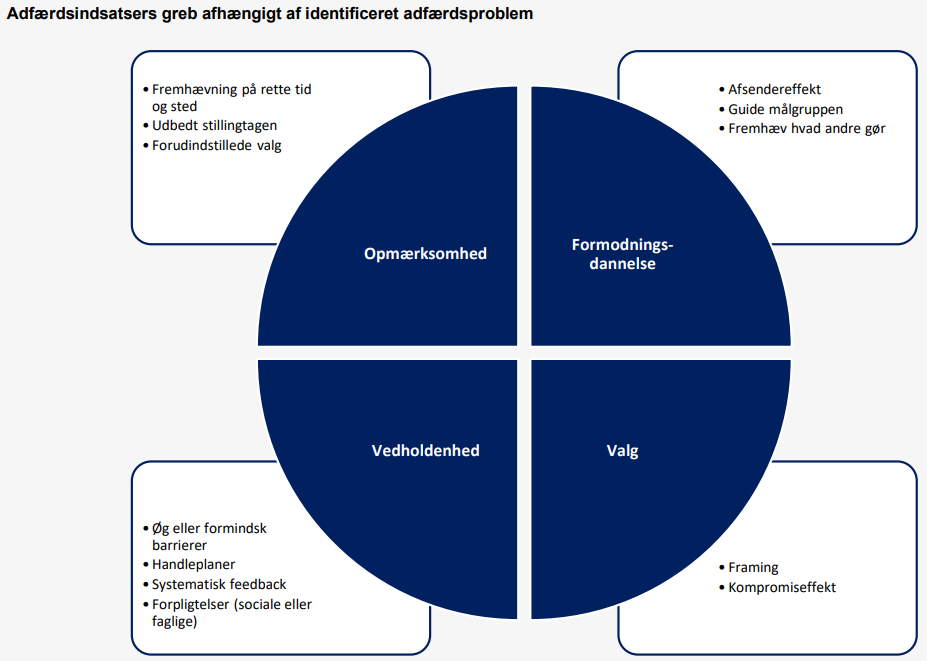 Adfærdsindsatsers greb afhængigt af identificeret adfærdsproblem
• Fremhævning på rette tid
og sted
• Udbedt stillingtagen
• Forudindstillede valg
• Afsendereffekt
• Guide målgruppen
• Fremhæv hvad andre gør
Opmærksomhed
Formodnings-
dannelse
Vedholdenhed
Valg
• Øg eller formindsk
barrierer
• Handleplaner
• Systematisk feedback
• Forpligtelser (sociale eller
faglige)
• Framing
• Kompromiseffekt